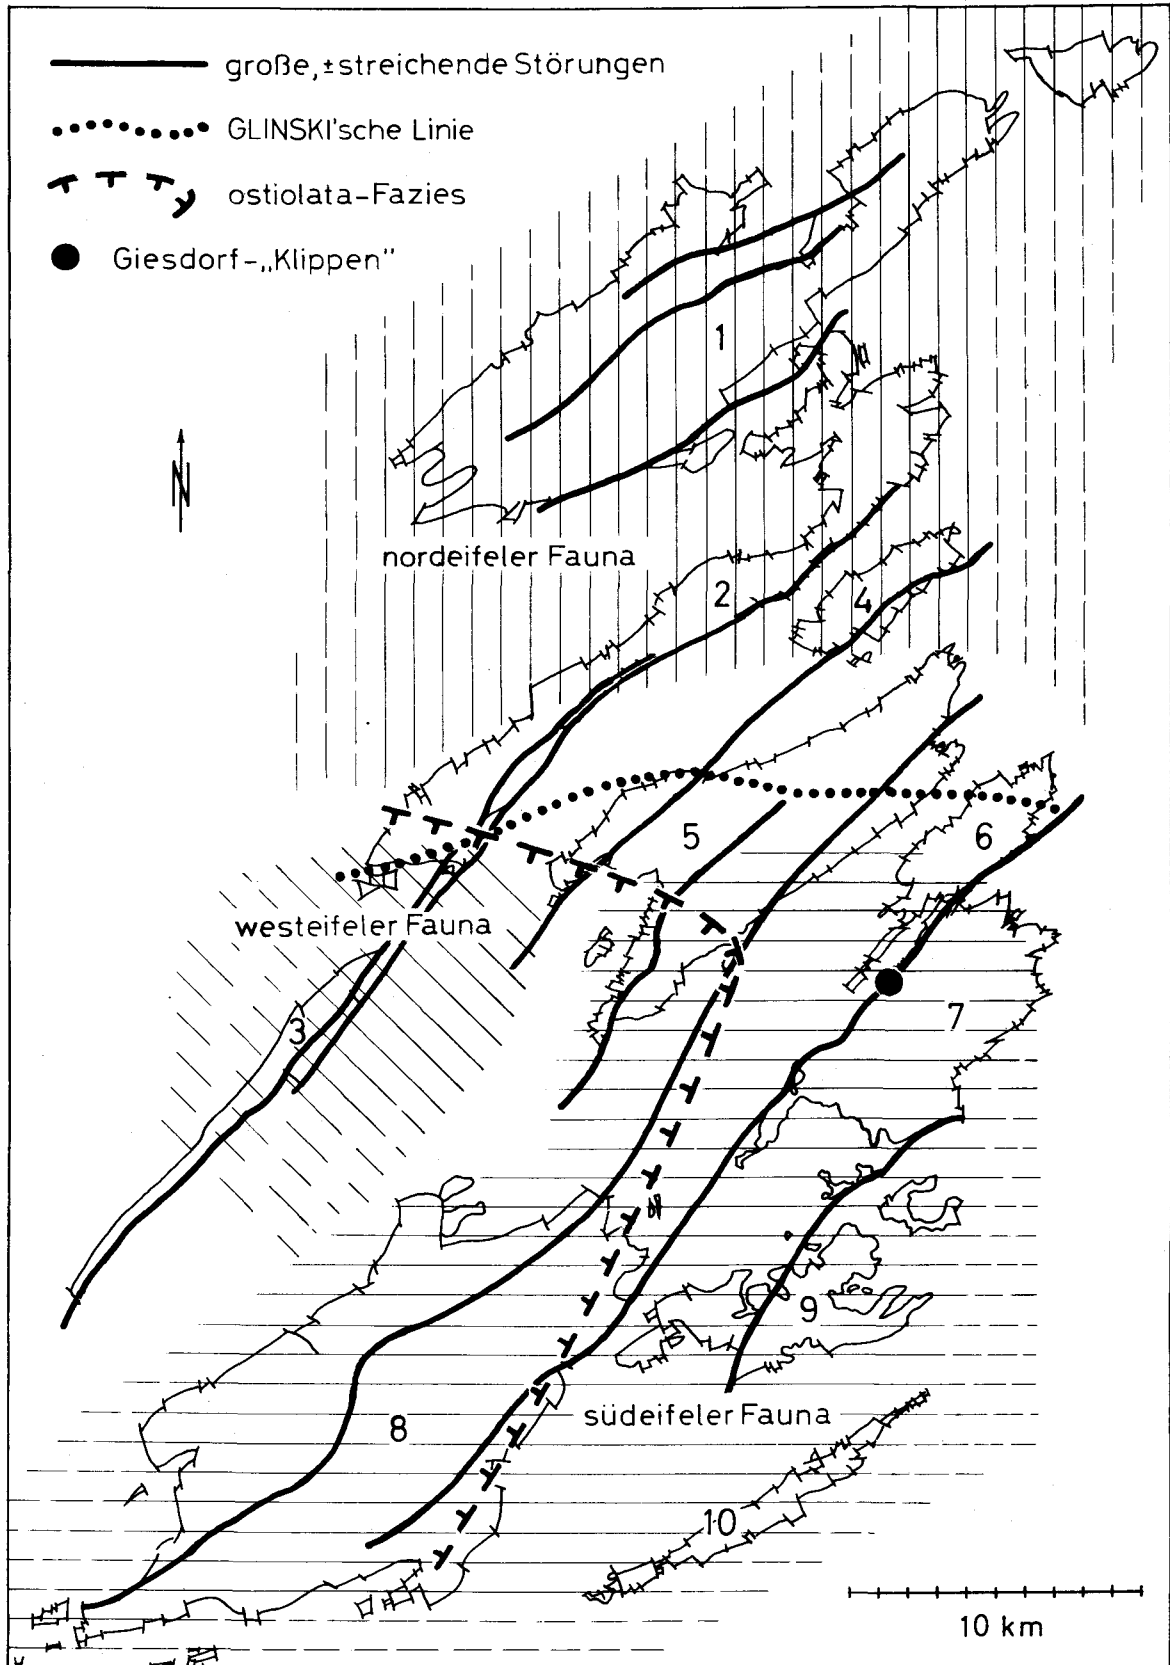 große, ± streichende Störungen
GLINSKI'sche Linie
ostiolata-Fazies
Giesdorf-„Klippen"
1
N
nordeifeler Fauna
2
4
5
6
westeifeler Fauna
7
3
9
südeifeler Fauna
8
10
10 km